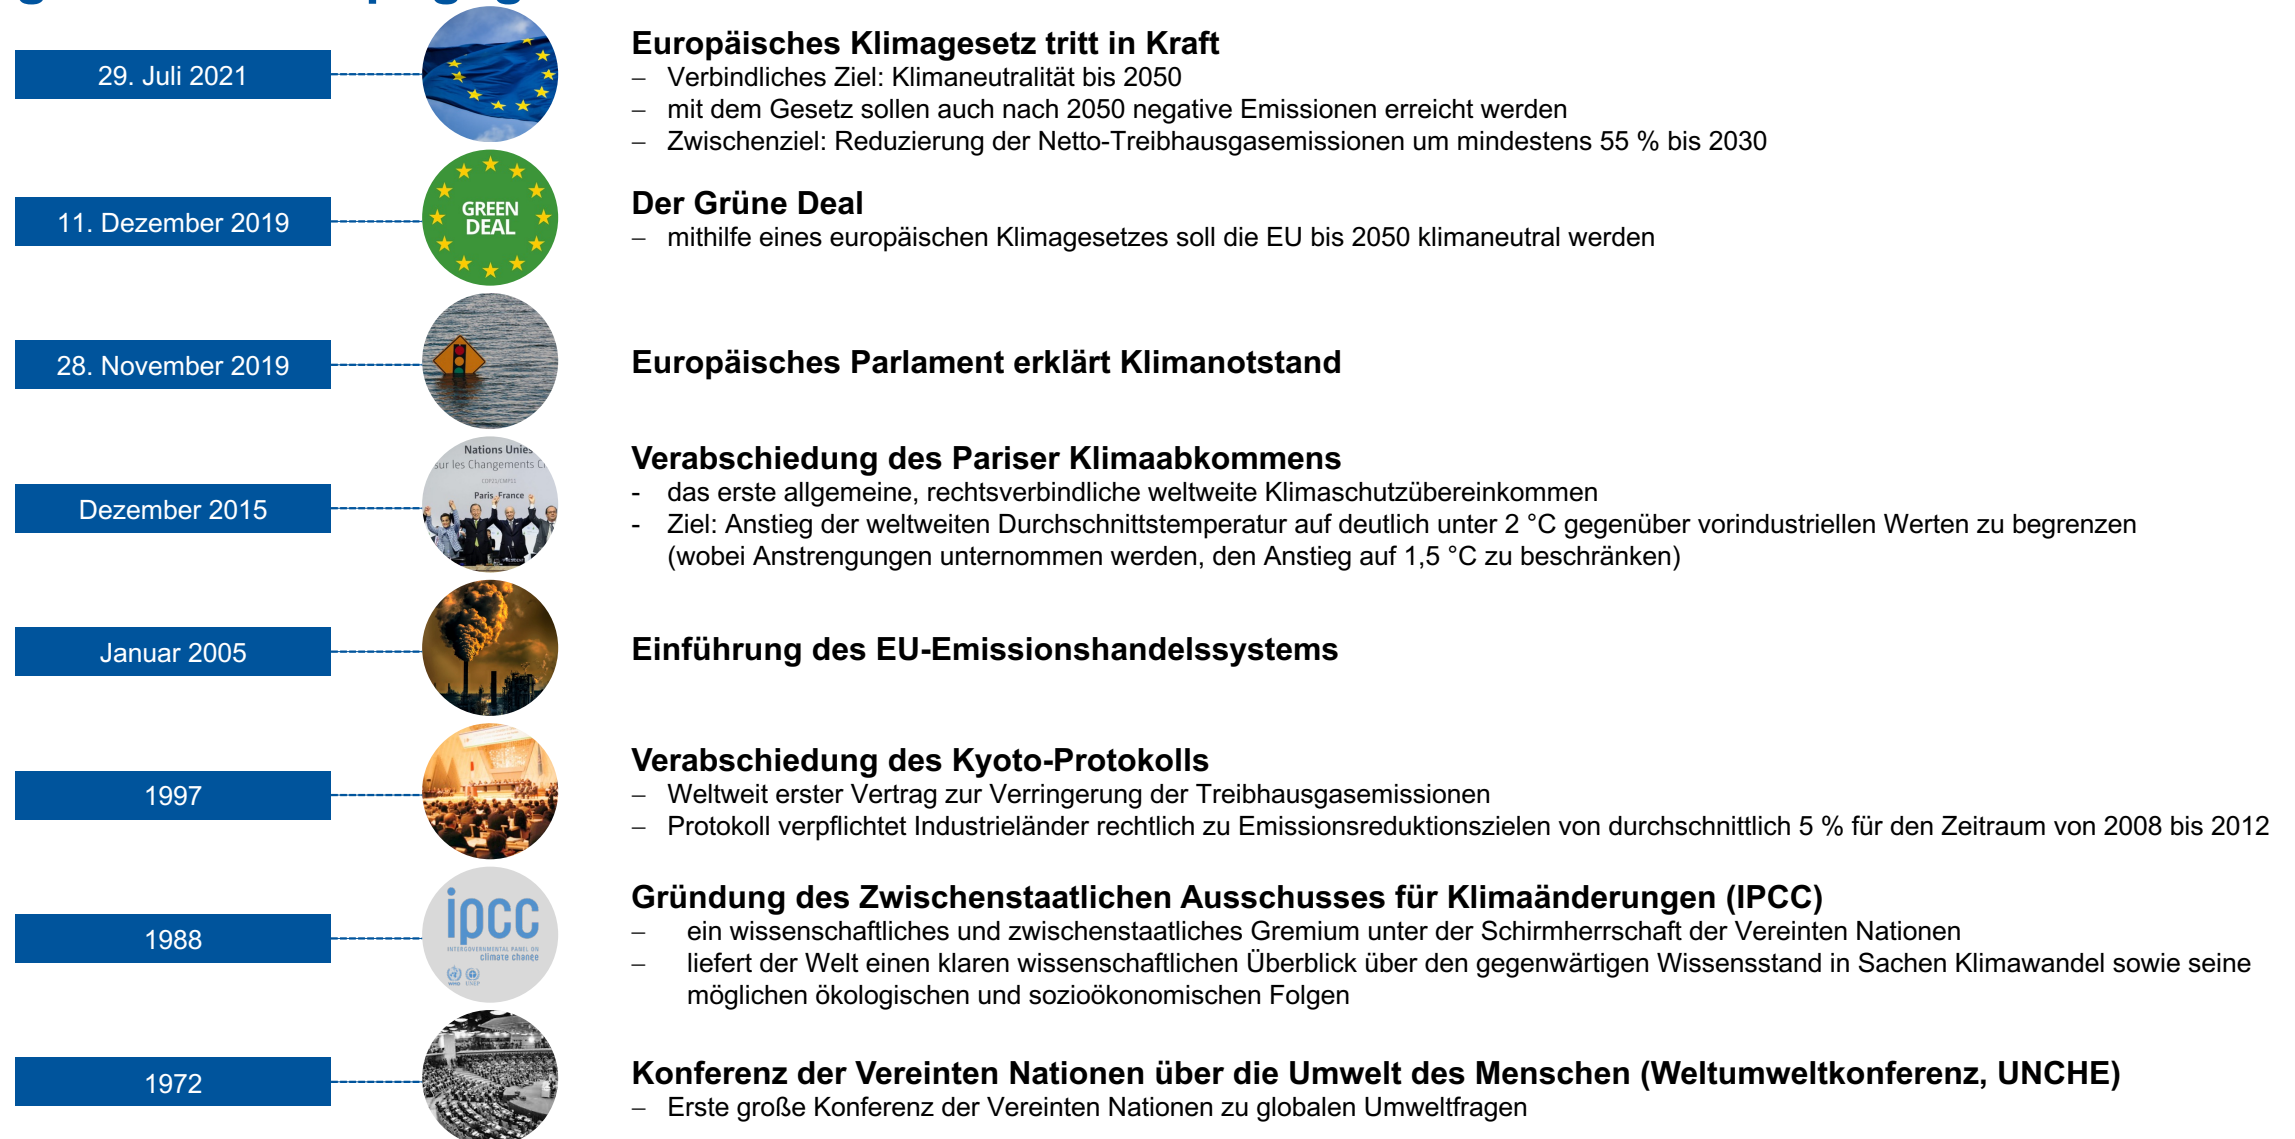 29. Juli 2021
Europäisches Klimagesetz tritt in Kraft
– Verbindliches Ziel: Klimaneutralität bis 2050
– mit dem Gesetz sollen auch nach 2050 negative Emissionen erreicht werden
– Zwischenziel: Reduzierung der Netto-Treibhausgasemissionen um mindestens 55 % bis 2030
11. Dezember 2019
GREEN
DEAL
Der Grüne Deal
– mithilfe eines europäischen Klimagesetzes soll die EU bis 2050 klimaneutral werden
28. November 2019
Europäisches Parlament erklärt Klimanotstand
Dezember 2015
Nations Unies
sur les Changements C
COP21/CMP11
Paris, France
Verabschiedung des Pariser Klimaabkommens
- das erste allgemeine, rechtsverbindliche weltweite Klimaschutzübereinkommen
- Ziel: Anstieg der weltweiten Durchschnittstemperatur auf deutlich unter 2 °C gegenüber vorindustriellen Werten zu begrenzen
(wobei Anstrengungen unternommen werden, den Anstieg auf 1,5 °C zu beschränken)
Januar 2005
Einführung des EU-Emissionshandelssystems
1997
Verabschiedung des Kyoto-Protokolls
– Weltweit erster Vertrag zur Verringerung der Treibhausgasemissionen
– Protokoll verpflichtet Industrieländer rechtlich zu Emissionsreduktionszielen von durchschnittlich 5 % für den Zeitraum von 2008 bis 2012
1988
ipcc
INTERGOVERNMENTAL PANEL ON
climate change
WMO UNEP
Gründung des Zwischenstaatlichen Ausschusses für Klimaänderungen (IPCC)
– ein wissenschaftliches und zwischenstaatliches Gremium unter der Schirmherrschaft der Vereinten Nationen
– liefert der Welt einen klaren wissenschaftlichen Überblick über den gegenwärtigen Wissensstand in Sachen Klimawandel sowie seine
möglichen ökologischen und sozioökonomischen Folgen
1972
Konferenz der Vereinten Nationen über die Umwelt des Menschen (Weltumweltkonferenz, UNCHE)
– Erste große Konferenz der Vereinten Nationen zu globalen Umweltfragen